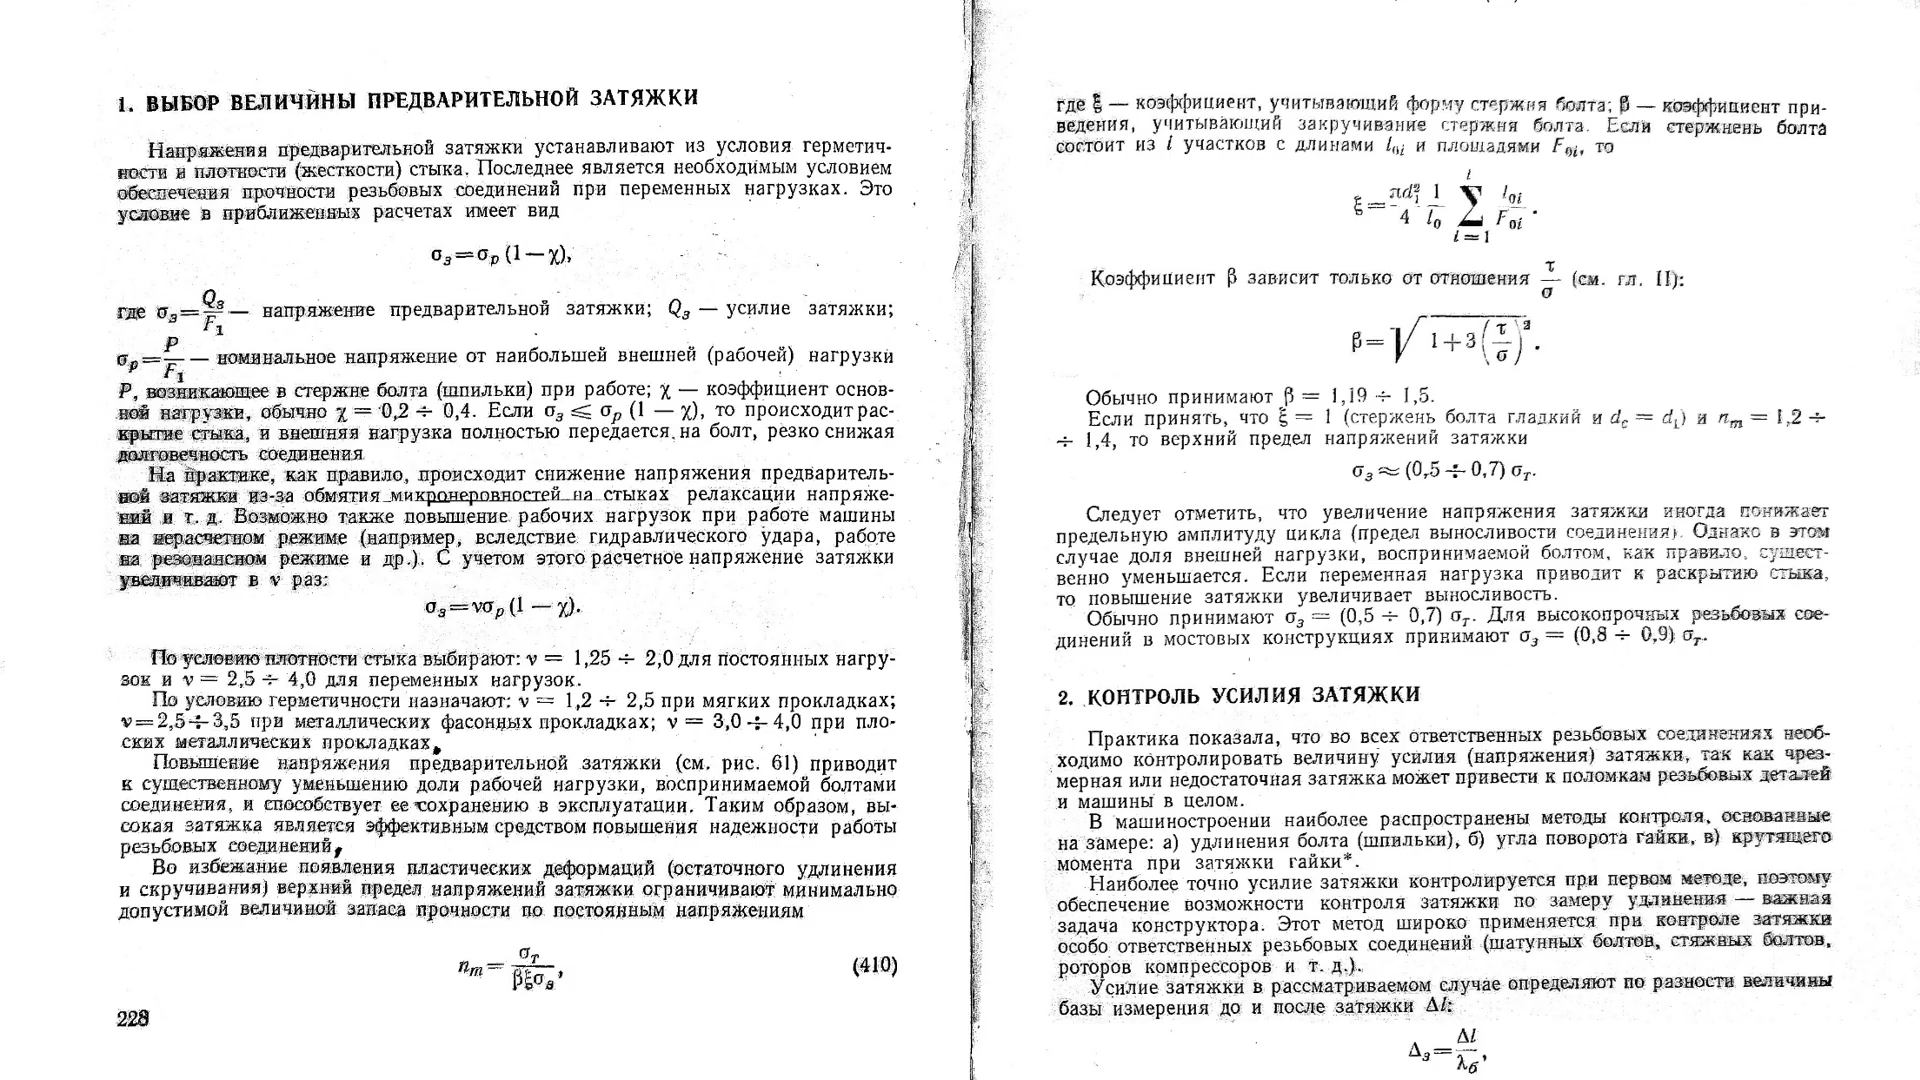 1. ВЫБОР ВЕЛИЧИНЫ ПРЕДВАРИТЕЛЬНОЙ ЗАТЯЖКИ
Напряжения предварительной затяжки устанавливают из условия герметич-
ности и плотности (жесткости) стыка. Последнее является необходимым условием
обеспечения прочности резьбовых соединений при переменных нагрузках. Это
условие в приближенных расчетах имеет вид
σз = σр (1 — χ),
где σз = Qз/F1 — напряжение предварительной затяжки; Qз — усилие затяжки;
σр = P/F1 — номинальное напряжение от наибольшей внешней (рабочей) нагрузки
P, возникающее в стержне болта (шпильки) при работе; χ — коэффициент основ-
ной нагрузки, обычно χ = 0,2 ÷ 0,4. Если σз ⩽ σр (1 — χ), то происходит рас-
крытие стыка, и внешняя нагрузка полностью передается на болт, резко снижая
долговечность соединения
На практике, как правило, происходит снижение напряжения предваритель-
ной затяжки из-за обмятия микронеровностей на стыках релаксации напряже-
ний и т. д. Возможно также повышение рабочих нагрузок при работе машины
на нерасчетном режиме (например, вследствие гидравлического удара, работе
на резонансном режиме и др.). С учетом этого расчетное напряжение затяжки
увеличивают в ν раз:
σз = νσр (1 — χ).
По условию плотности стыка выбирают: ν = 1,25 ÷ 2,0 для постоянных нагру-
зок и ν = 2,5 ÷ 4,0 для переменных нагрузок.
По условию герметичности назначают: ν = 1,2 ÷ 2,5 при мягких прокладках;
ν = 2,5 ÷ 3,5 при металлических фасонных прокладках; ν = 3,0 ÷ 4,0 при пло-
ских металлических прокладках.
Повышение напряжения предварительной затяжки (см. рис. 61) приводит
к существенному уменьшению доли рабочей нагрузки, воспринимаемой болтами
соединения, и способствует ее сохранению в эксплуатации. Таким образом, вы-
сокая затяжка является эффективным средством повышения надежности работы
резьбовых соединений,
Во избежание появления пластических деформаций (остаточного удлинения
и скручивания) верхний предел напряжений затяжки ограничивают минимально
допустимой величиной запаса прочности по постоянным напряжениям
nт = σт/(βξσз), (410)
228
где ξ — коэффициент, учитывающий форму стержня болта; β — коэффициент при-
ведения, учитывающий закручивание стержня болта. Если стержнень болта
состоит из l участков с длинами l0i и площадями F0i, то
ξ = (πd1²/4) (1/l0) ∑ (i = 1, l) l0i/F0i.
Коэффициент β зависит только от отношения τ/σ (см. гл. II):
β = √(1 + 3(τ/σ)²).
Обычно принимают β = 1,19 ÷ 1,5.
Если принять, что ξ = 1 (стержень болта гладкий и dc = d1) и nт = 1,2 ÷
÷ 1,4, то верхний предел напряжений затяжки
σз ≈ (0,5 ÷ 0,7) σт.
Следует отметить, что увеличение напряжения затяжки иногда понижает
предельную амплитуду цикла (предел выносливости соединения). Однако в этом
случае доля внешней нагрузки, воспринимаемой болтом, как правило, сущест-
венно уменьшается. Если переменная нагрузка приводит к раскрытию стыка,
то повышение затяжки увеличивает выносливость.
Обычно принимают σз = (0,5 ÷ 0,7) σт. Для высокопрочных резьбовых сое-
динений в мостовых конструкциях принимают σз = (0,8 ÷ 0,9) σт.
2. КОНТРОЛЬ УСИЛИЯ ЗАТЯЖКИ
Практика показала, что во всех ответственных резьбовых соединениях необ-
ходимо контролировать величину усилия (напряжения) затяжки, так как чрез-
мерная или недостаточная затяжка может привести к поломкам резьбовых деталей
и машины в целом.
В машиностроении наиболее распространены методы контроля, основанные
на замере: а) удлинения болта (шпильки), б) угла поворота гайки, в) крутящего
момента при затяжки гайки*.
Наиболее точно усилие затяжки контролируется при первом методе, поэтому
обеспечение возможности контроля затяжки по замеру удлинения — важная
задача конструктора. Этот метод широко применяется при контроле затяжки
особо ответственных резьбовых соединений (шатунных болтов, стяжных болтов,
роторов компрессоров и т. д.).
Усилие затяжки в рассматриваемом случае определяют по разности величины
базы измерения до и после затяжки Δl:
Δз = Δl/λб,